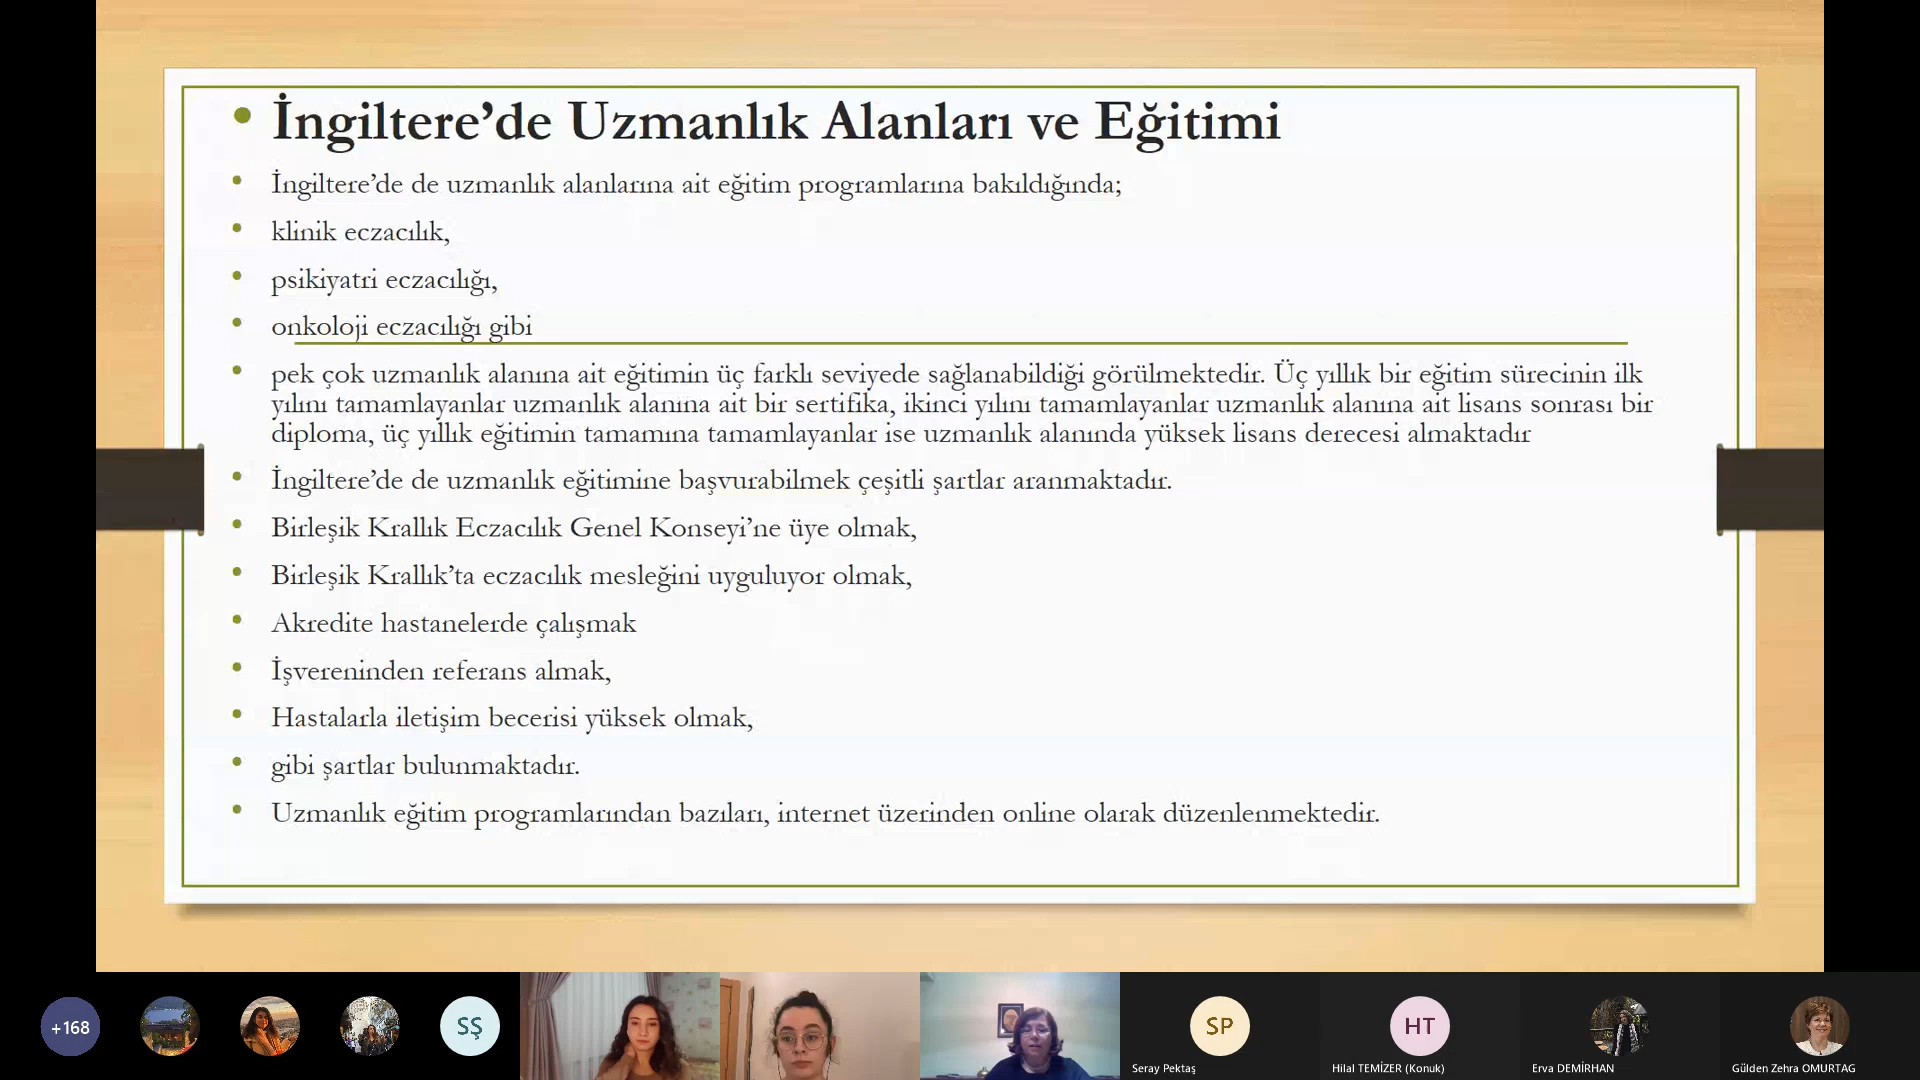 İngiltere’de Uzmanlık Alanları ve Eğitimi
İngiltere’de de uzmanlık alanlarına ait eğitim programlarına bakıldığında;
klinik eczacılık,
psikiyatri eczacılığı,
onkoloji eczacılığı gibi
pek çok uzmanlık alanına ait eğitimin üç farklı seviyede sağlanabildiği görülmektedir. Üç yıllık bir eğitim sürecinin ilk
yılını tamamlayanlar uzmanlık alanına ait bir sertifika, ikinci yılını tamamlayanlar uzmanlık alanına ait lisans sonrası bir
diploma, üç yıllık eğitimin tamamına tamamlayanlar ise uzmanlık alanında yüksek lisans derecesi almaktadır
İngiltere’de de uzmanlık eğitimine başvurabilmek çeşitli şartlar aranmaktadır.
Birleşik Krallık Eczacılık Genel Konseyi’ne üye olmak,
Birleşik Krallık’ta eczacılık mesleğini uyguluyor olmak,
Akredite hastanelerde çalışmak
İşvereninden referans almak,
Hastalarla iletişim becerisi yüksek olmak,
gibi şartlar bulunmaktadır.
Uzmanlık eğitim programlarından bazıları, internet üzerinden online olarak düzenlenmektedir.
+168
SŞ
SP
HT
Seray Pektaş
Hilal TEMİZER (Konuk)
Erva DEMİRHAN
Gülden Zehra OMURTAG